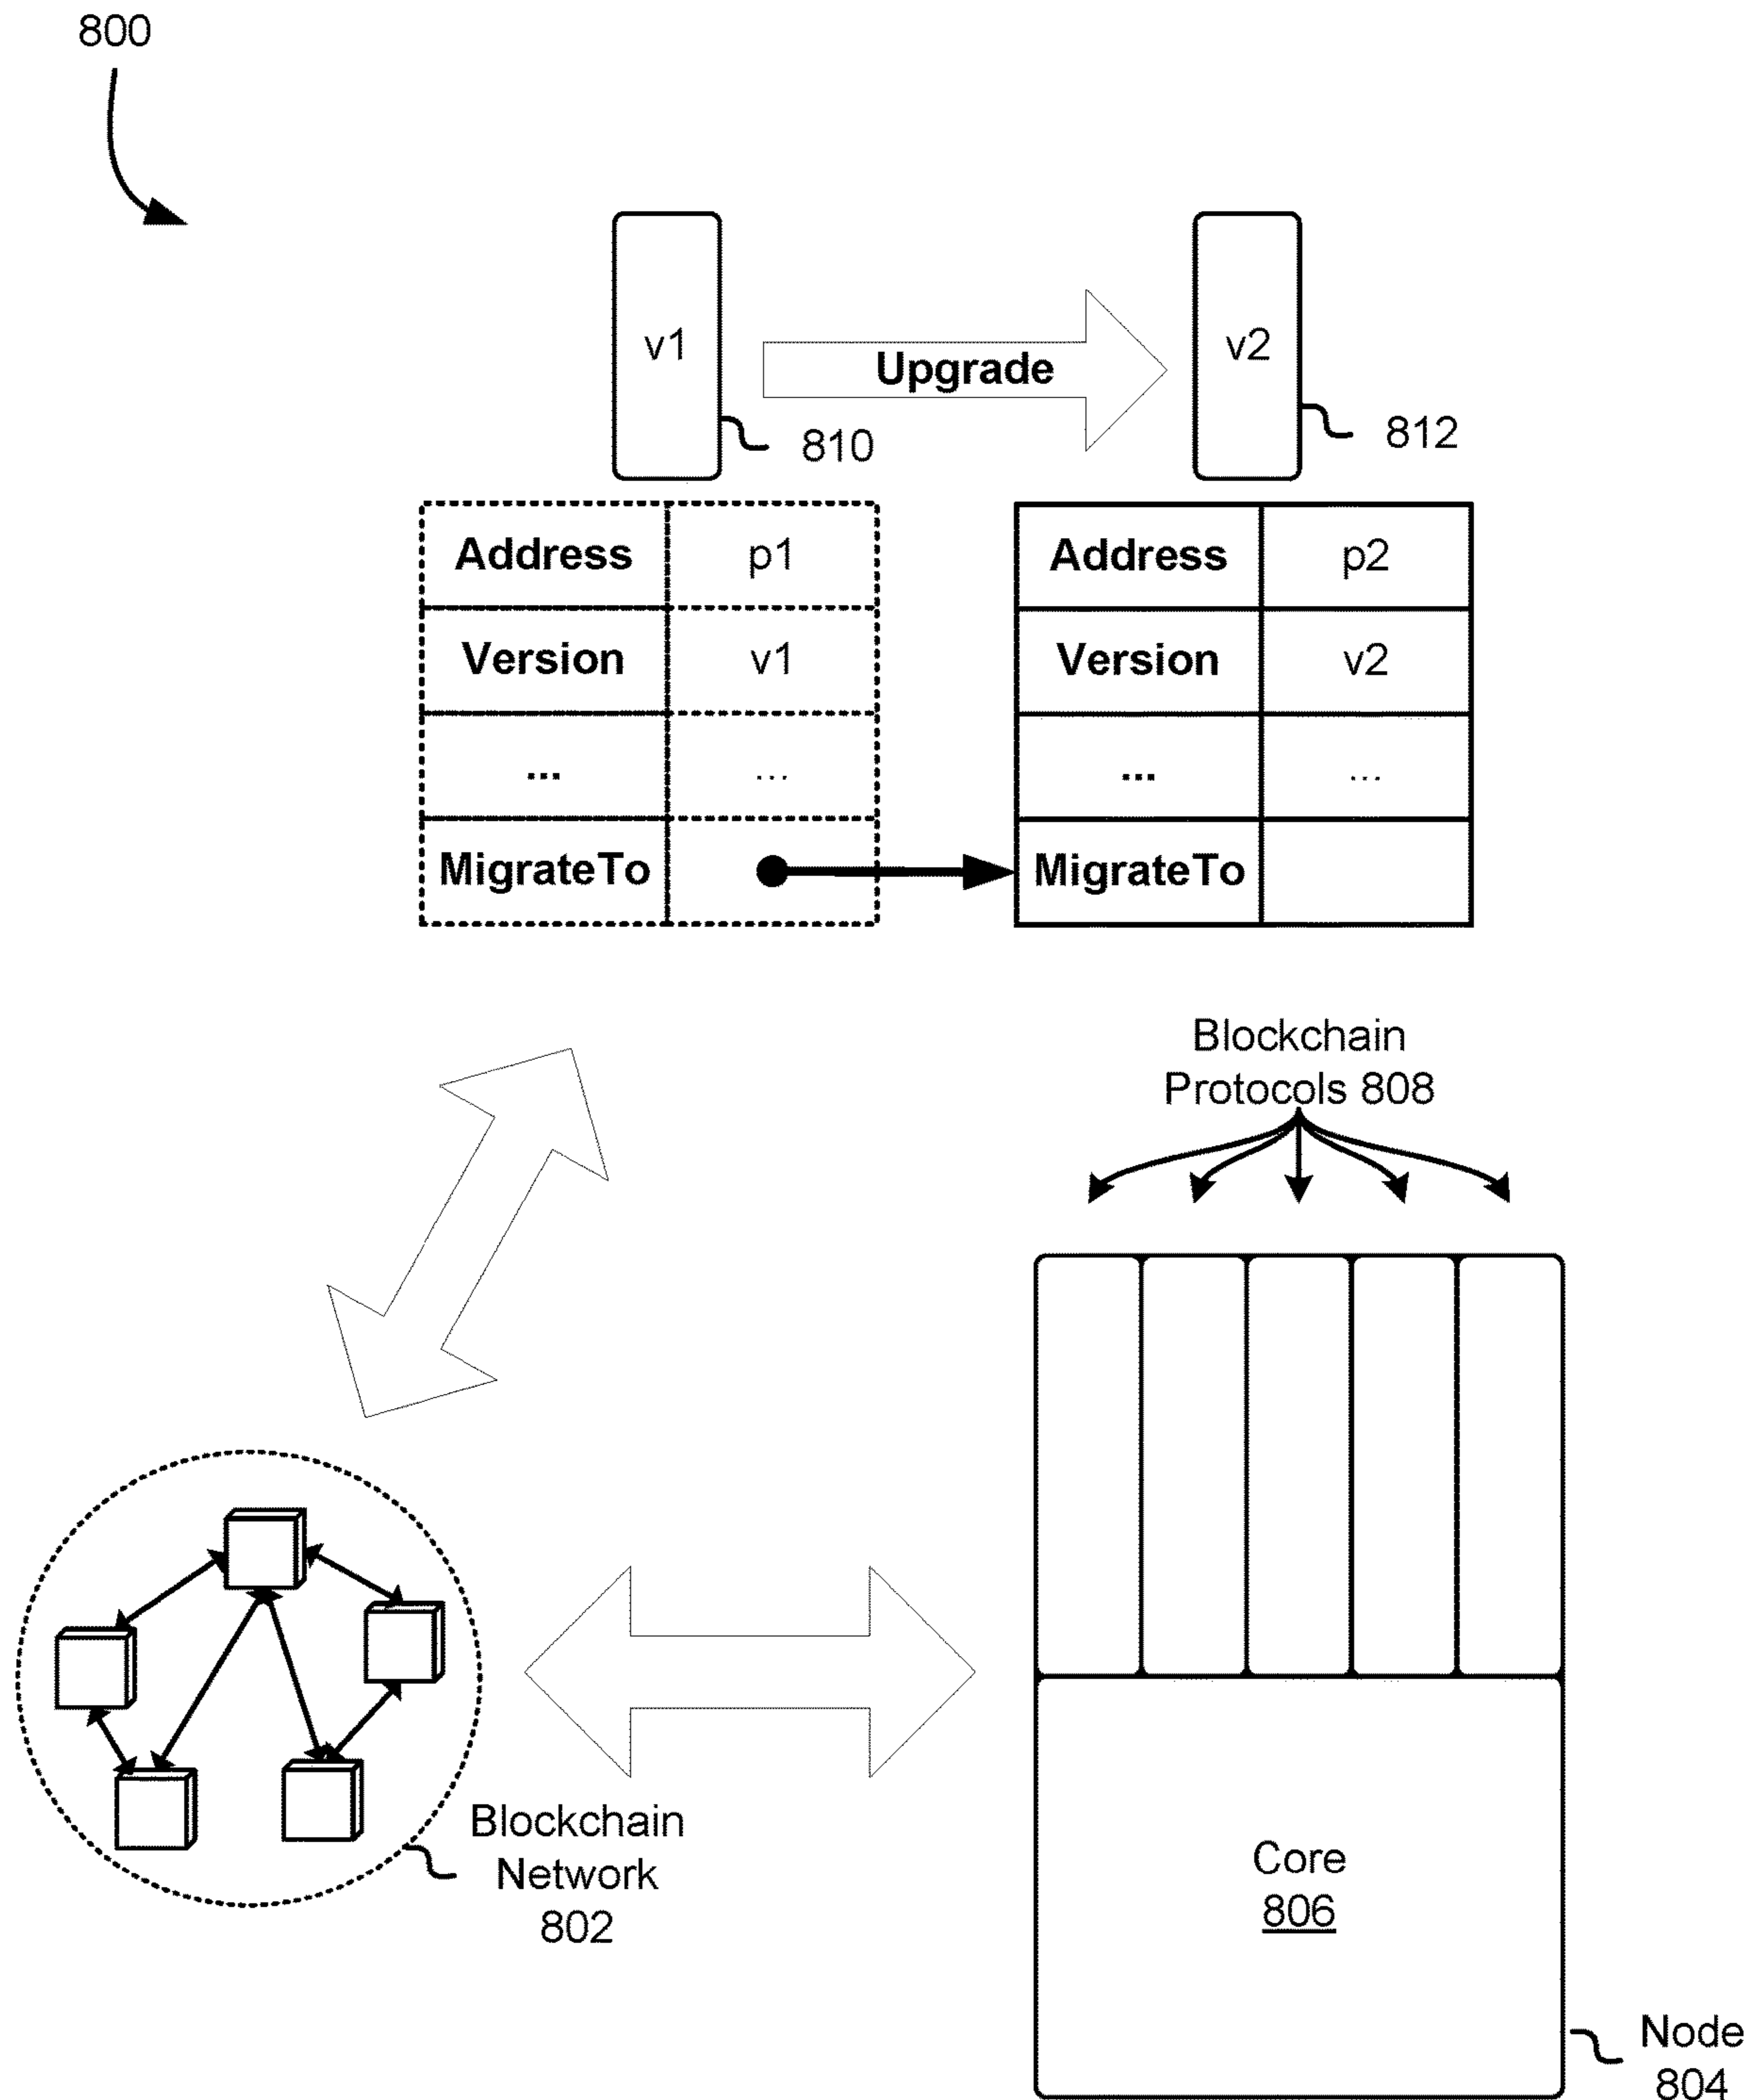 800
v1
Upgrade
v2
810
812
Address p1
Version v1
... ...
MigrateTo
Address p2
Version v2
... ...
MigrateTo
Blockchain
Protocols 808
Blockchain
Network
802
Core
806
Node
804